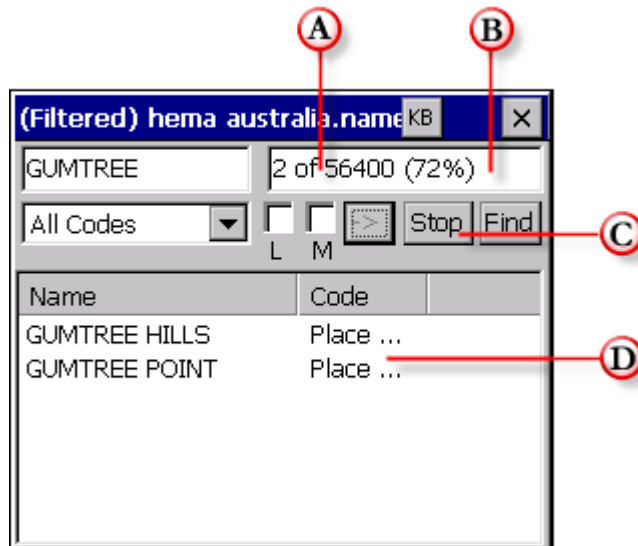 A B
(Filtered) hema australia.name KB ×
GUMTREE 2 of 56400 (72%)
All Codes -> Stop Find
L M
C
Name Code
GUMTREE HILLS Place ...
GUMTREE POINT Place ...
D